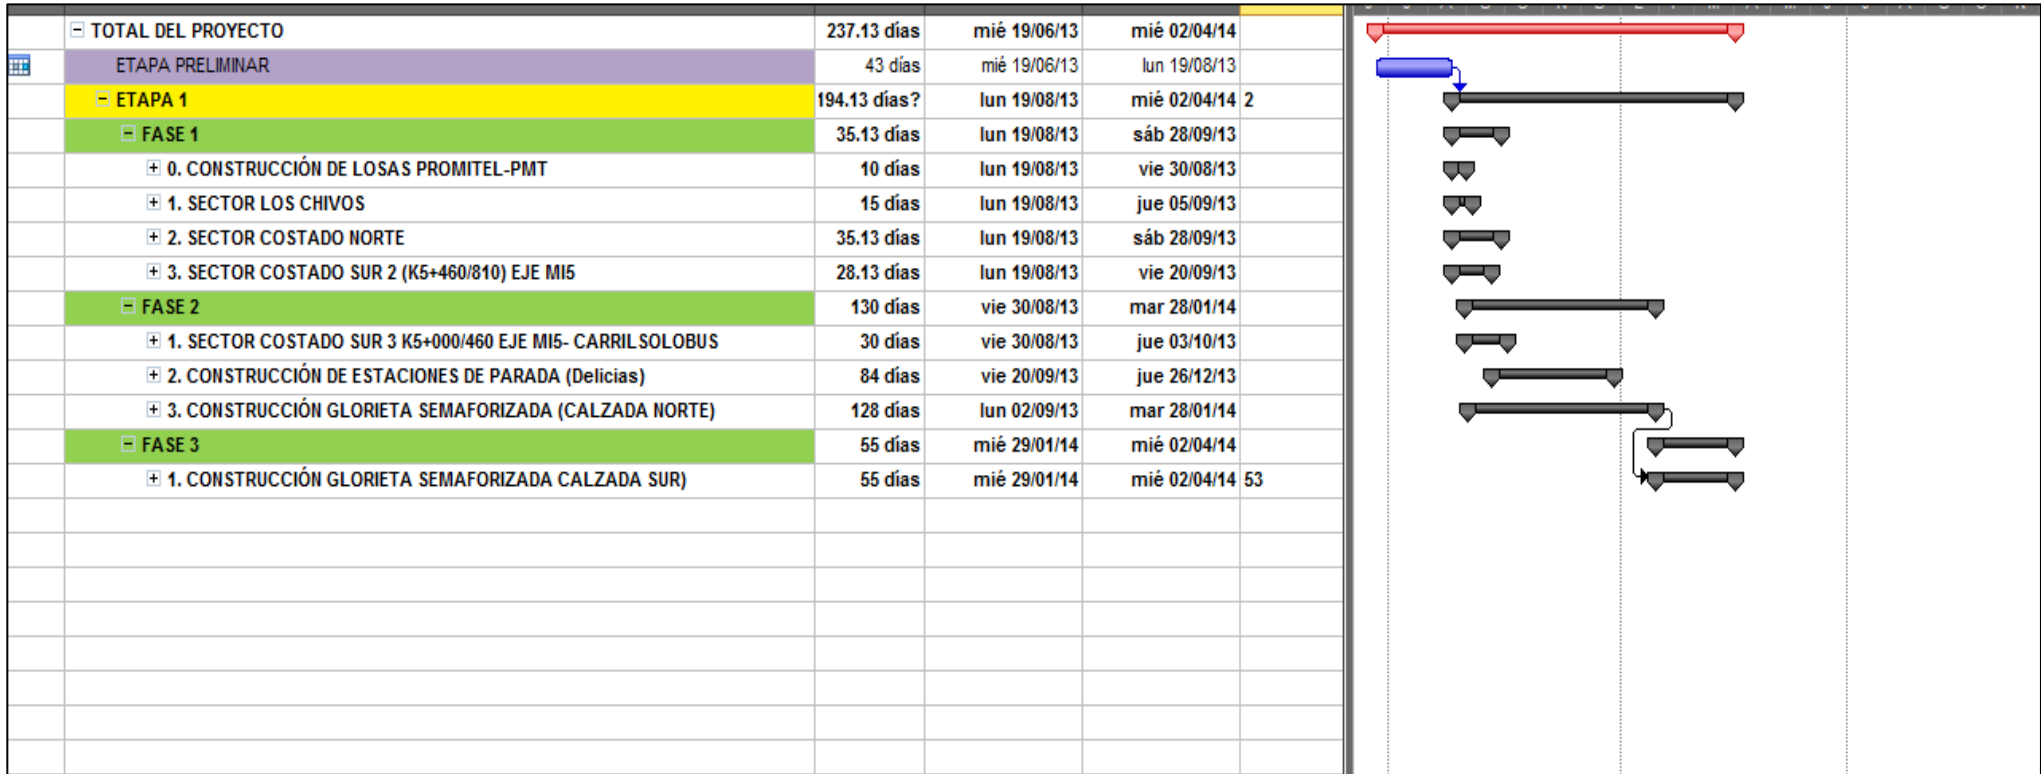 TOTAL DEL PROYECTO 237.13 días mié 19/06/13 mié 02/04/14
ETAPA PRELIMINAR 43 días mié 19/06/13 lun 19/08/13
ETAPA 1 194.13 días? lun 19/08/13 mié 02/04/14 2
FASE 1 35.13 días lun 19/08/13 sáb 28/09/13
0. CONSTRUCCIÓN DE LOSAS PROMITEL-PMT 10 días lun 19/08/13 vie 30/08/13
1. SECTOR LOS CHIVOS 15 días lun 19/08/13 jue 05/09/13
2. SECTOR COSTADO NORTE 35.13 días lun 19/08/13 sáb 28/09/13
3. SECTOR COSTADO SUR 2 (K5+460/810) EJE MI5 28.13 días lun 19/08/13 vie 20/09/13
FASE 2 130 días vie 30/08/13 mar 28/01/14
1. SECTOR COSTADO SUR 3 K5+000/460 EJE MI5- CARRILSOLOBUS 30 días vie 30/08/13 jue 03/10/13
2. CONSTRUCCIÓN DE ESTACIONES DE PARADA (Delicias) 84 días vie 20/09/13 jue 26/12/13
3. CONSTRUCCIÓN GLORIETA SEMAFORIZADA (CALZADA NORTE) 128 días lun 02/09/13 mar 28/01/14
FASE 3 55 días mié 29/01/14 mié 02/04/14
1. CONSTRUCCIÓN GLORIETA SEMAFORIZADA CALZADA SUR) 55 días mié 29/01/14 mié 02/04/14 53